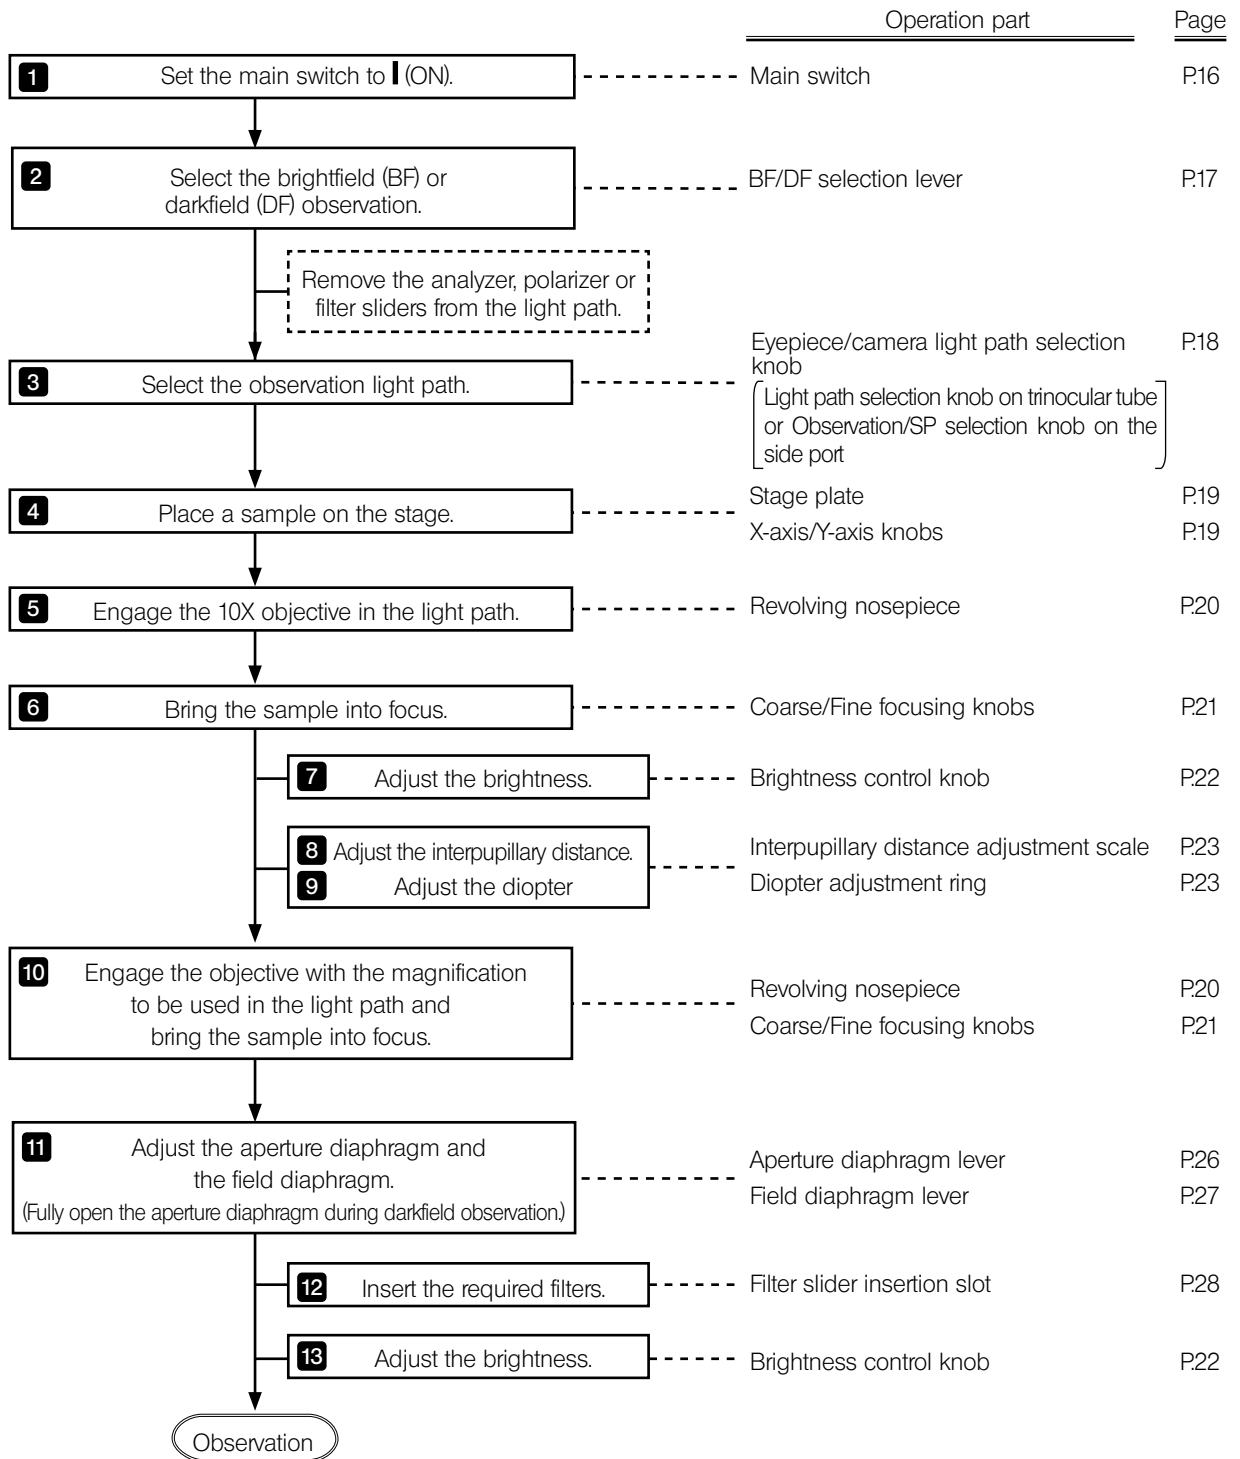 Operation part Page
1 Set the main switch to I (ON). Main switch P.16
2 Select the brightfield (BF) or
darkfield (DF) observation.
BF/DF selection lever P.17
Remove the analyzer, polarizer or
filter sliders from the light path.
3 Select the observation light path.
Eyepiece/camera light path selection P.18
knob
Light path selection knob on trinocular tube
or Observation/SP selection knob on the
side port
4 Place a sample on the stage.
Stage plate P.19
X-axis/Y-axis knobs P.19
5 Engage the 10X objective in the light path. Revolving nosepiece P.20
6 Bring the sample into focus. Coarse/Fine focusing knobs P.21
7 Adjust the brightness. Brightness control knob P.22
8 Adjust the interpupillary distance. Interpupillary distance adjustment scale P.23
9 Adjust the diopter Diopter adjustment ring P.23
10 Engage the objective with the magnification
to be used in the light path and
bring the sample into focus.
Revolving nosepiece P.20
Coarse/Fine focusing knobs P.21
11 Adjust the aperture diaphragm and
the field diaphragm.
(Fully open the aperture diaphragm during darkfield observation.)
Aperture diaphragm lever P.26
Field diaphragm lever P.27
12 Insert the required filters. Filter slider insertion slot P.28
13 Adjust the brightness. Brightness control knob P.22
Observation